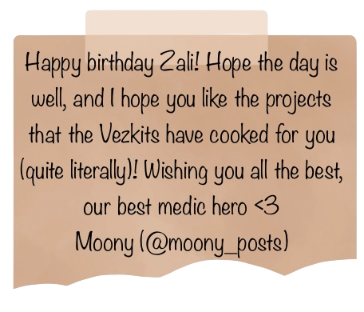 Happy birthday Zali! Hope the day is
well, and I hope you like the projects
that the Vezkits have cooked for you
(quite literally)! Wishing you all the best,
our best medic hero <3
Moony (@moony_posts)